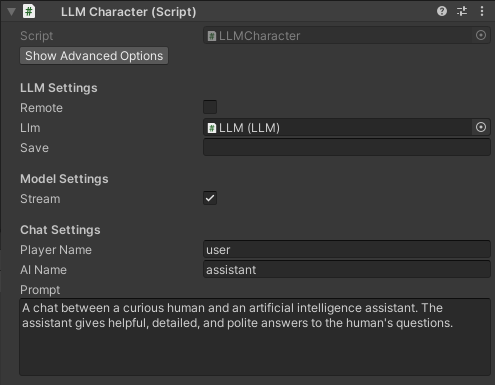 LLM Character (Script)
Script
LLMCharacter
Show Advanced Options
LLM Settings
Remote
Llm
LLM (LLM)
Save
Model Settings
Stream
Chat Settings
Player Name
user
AI Name
assistant
Prompt
A chat between a curious human and an artificial intelligence assistant. The
assistant gives helpful, detailed, and polite answers to the human's questions.